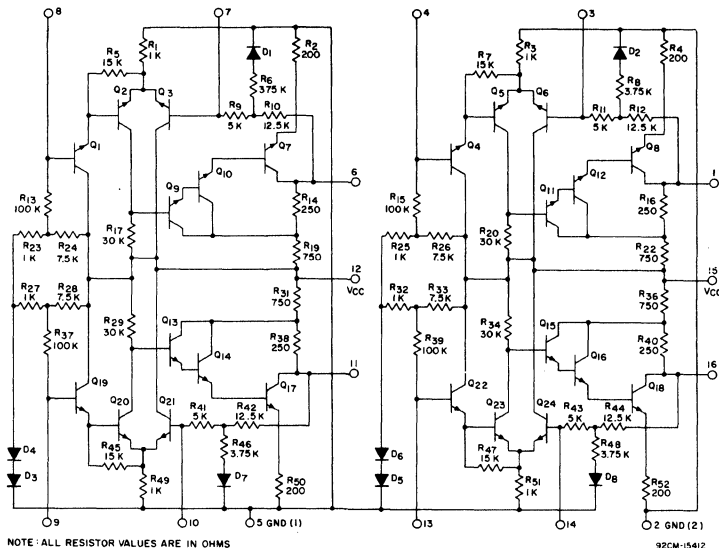 8
7
4
3
R5
15 K
R1
1K
D1
R2
200
R7
15K
R3
1K
D2
R4
200
Q2
Q3
R6
3.75 K
Q5
Q6
R8
3.75 K
R9
5 K
R10
12.5 K
R11
5 K
R12
12.5 K
Q1
Q7
Q4
Q8
Q10
Q12
Q9
Q11
6
1
R13
100 K
R14
250
R15
100 K
R16
250
R17
30 K
R20
30 K
R23
1 K
R24
7.5 K
R19
750
R25
1 K
R26
7.5 K
R22
750
12
VCC
15
VCC
R27
1 K
R28
7.5 K
R31
750
R32
1 K
R33
7.5 K
R36
750
R29
30 K
R34
30 K
R37
100K
Q13
Q14
R38
250
R39
100 K
Q15
Q16
R40
250
11
16
Q19
Q17
Q22
Q18
Q20
Q21
R41
5 K
R42
12.5 K
Q23
Q24
R43
5 K
R44
12.5 K
D4
R45
15 K
R46
3.75 K
D6
R47
15 K
R48
3.75 K
D3
R49
1 K
D7
R50
200
D5
R51
1 K
D8
R52
200
9
10
5 GND (1)
13
14
2 GND (2)
NOTE: ALL RESISTOR VALUES ARE IN OHMS
92CM-15412